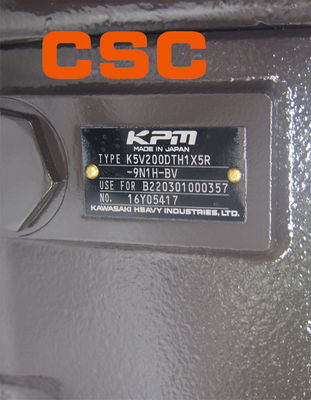 CSC
KPM
MADE IN JAPAN
TYPE K5V200DTH1X5R
-9N1H-BV
USE FOR B220301000357
NO. 16Y05417
KAWASAKI HEAVY INDUSTRIES, LTD.